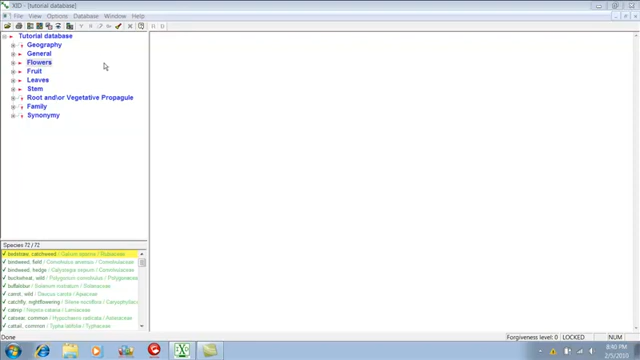 XID - [tutorial database]
File View Options Database Window Help
Tutorial database
Geography
General
Flowers
Fruit
Leaves
Stem
Root and\or Vegetative Propagule
Family
Synonymy
Species 72 / 72
bedstraw, catchweed / Galium aparine / Rubiaceae
bindweed, field / Convolvulus arvensis / Convolvulaceae
bindweed, hedge / Calystegia sepium / Convolvulaceae
buckwheat, wild / Polygonum convolvulus / Polygonaceae
buffalobur / Solanum rostratum / Solanaceae
carrot, wild / Daucus carota / Apiaceae
catchfly, nightflowering / Silene noctiflora / Caryophyllace
catnip / Nepeta cataria / Lamiaceae
catsear, common / Hypochaeris radicata / Asteraceae
cattail, common / Typha latifolia / Typhaceae
Done
Forgiveness level: 0 LOCKED NUM
8:40 PM
2/5/2010